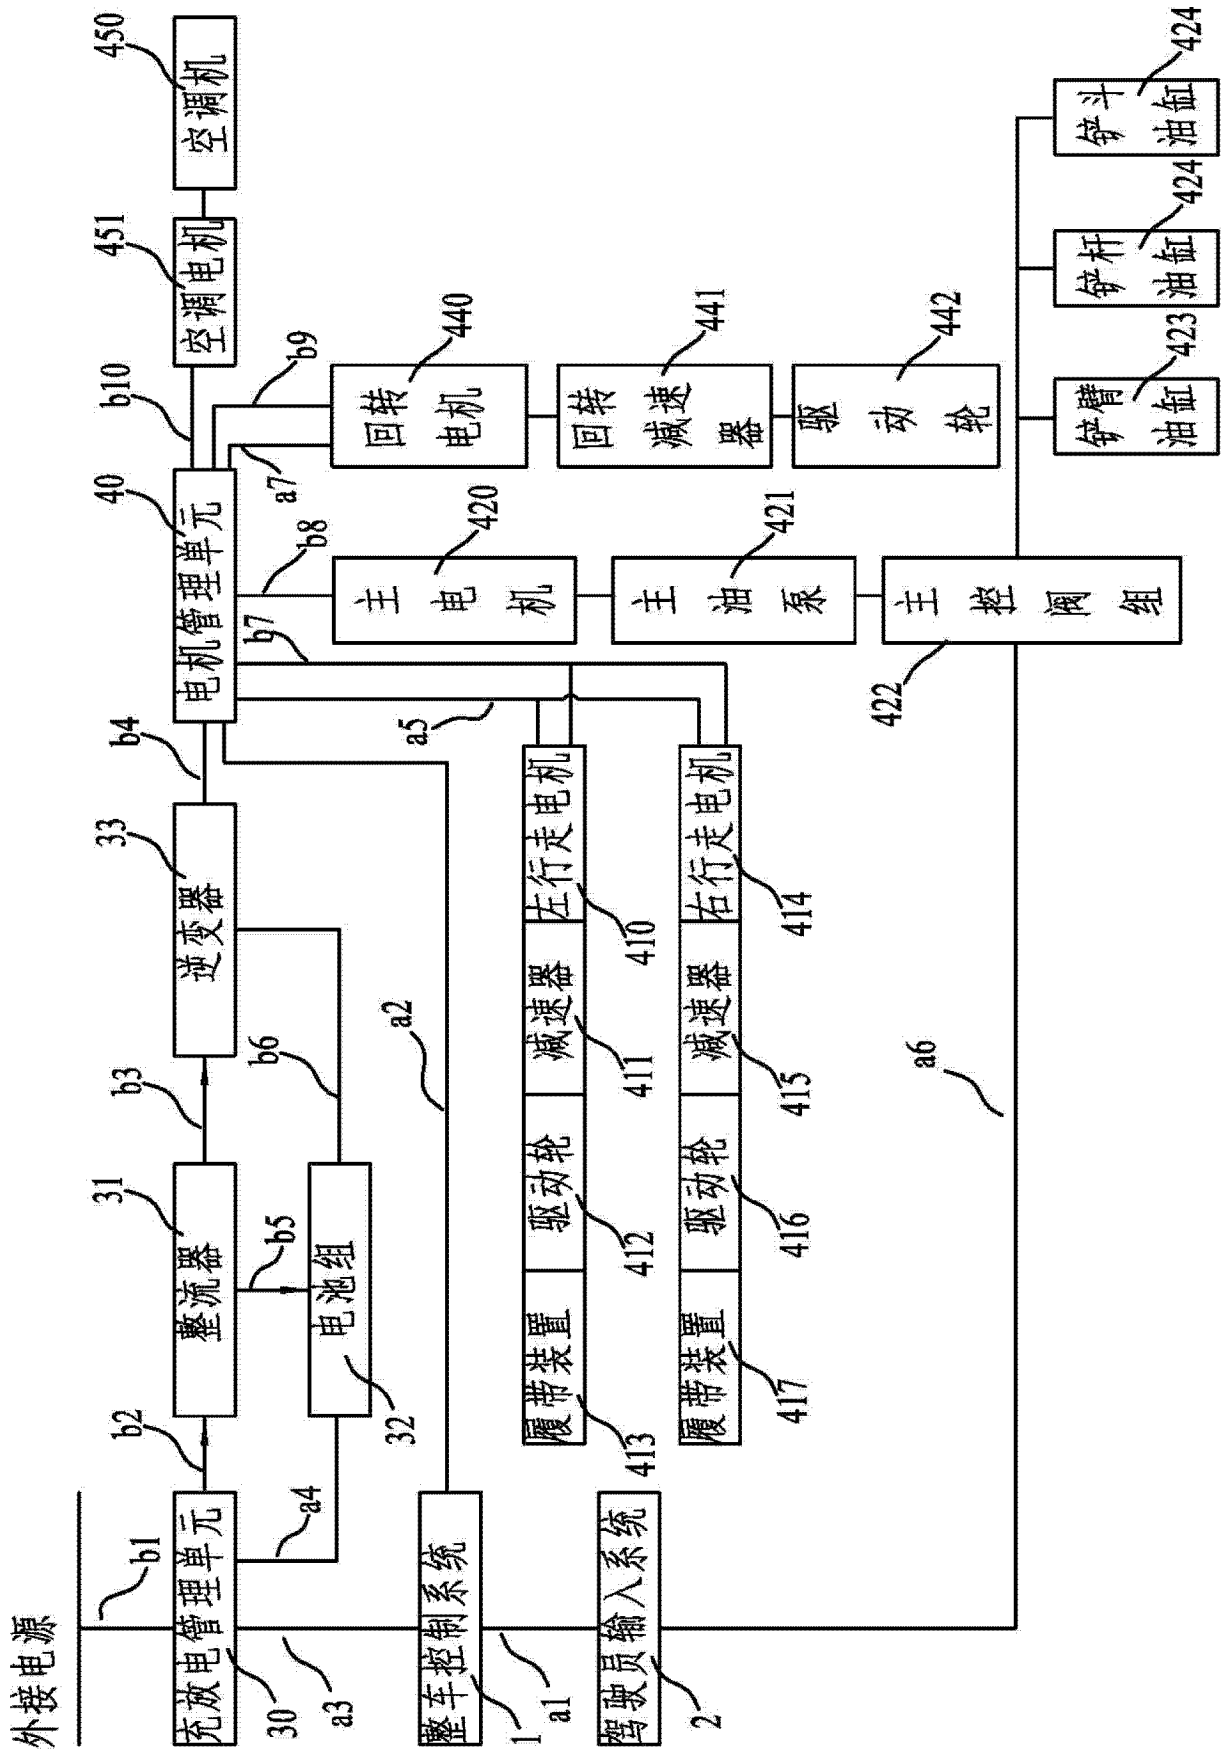 外接电源
b1
充放电管理单元
30
b2
整流器
31
b3
逆变器
33
b4
电机管理单元
40
b10
空调电机
451
空调机
450
b5
电池组
32
b6
a4
a3
整车控制系统
1
a2
a1
驾驶员输入系统
2
a6
a5
b7
b8
a7
b9
履带装置
413
驱动轮
412
减速器
411
左行走电机
410
履带装置
417
驱动轮
416
减速器
415
右行走电机
414
主电机
420
主油泵
421
主控阀组
422
回转
电机
440
回转
减速器
441
驱动轮
442
铲臂
油缸
423
铲杆
油缸
424
铲斗
油缸
424